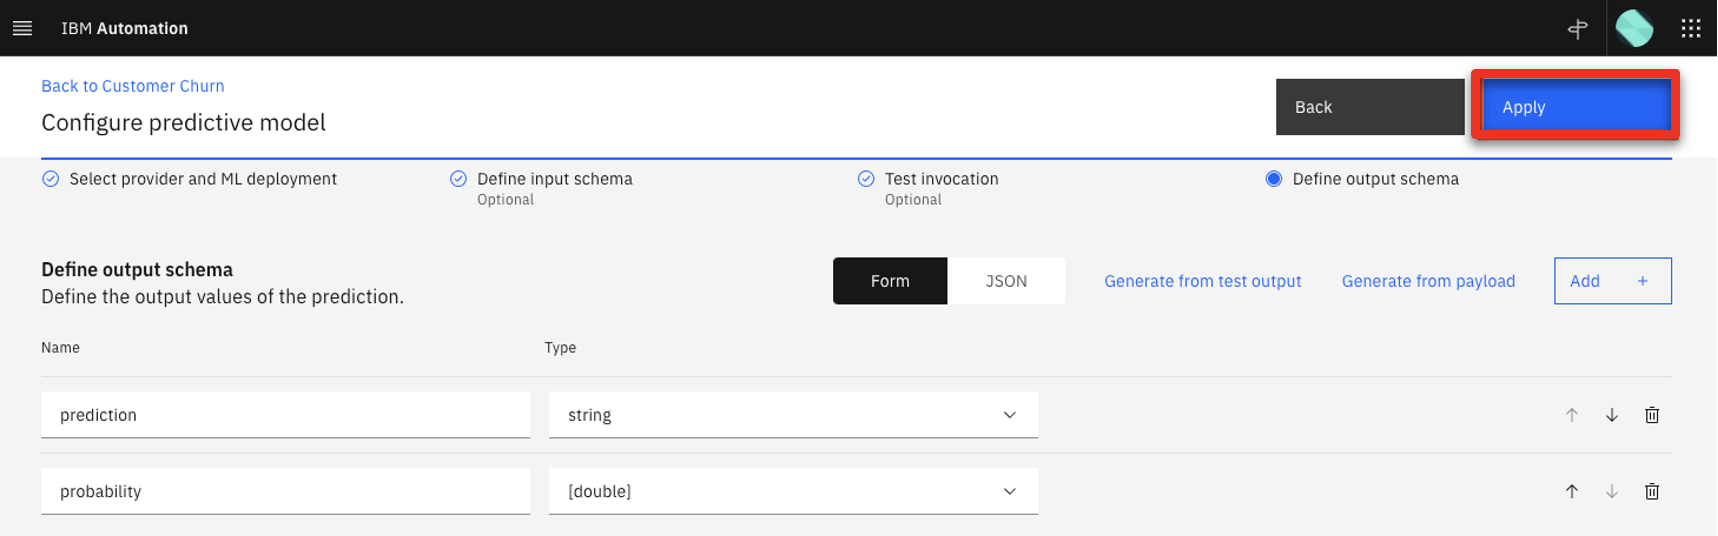 IBM Automation
Back to Customer Churn
Configure predictive model
Back
Apply
Select provider and ML deployment
Define input schema
Optional
Test invocation
Optional
Define output schema
Define output schema
Define the output values of the prediction.
Form
JSON
Generate from test output
Generate from payload
Add +
Name
Type
prediction
string
probability
[double]